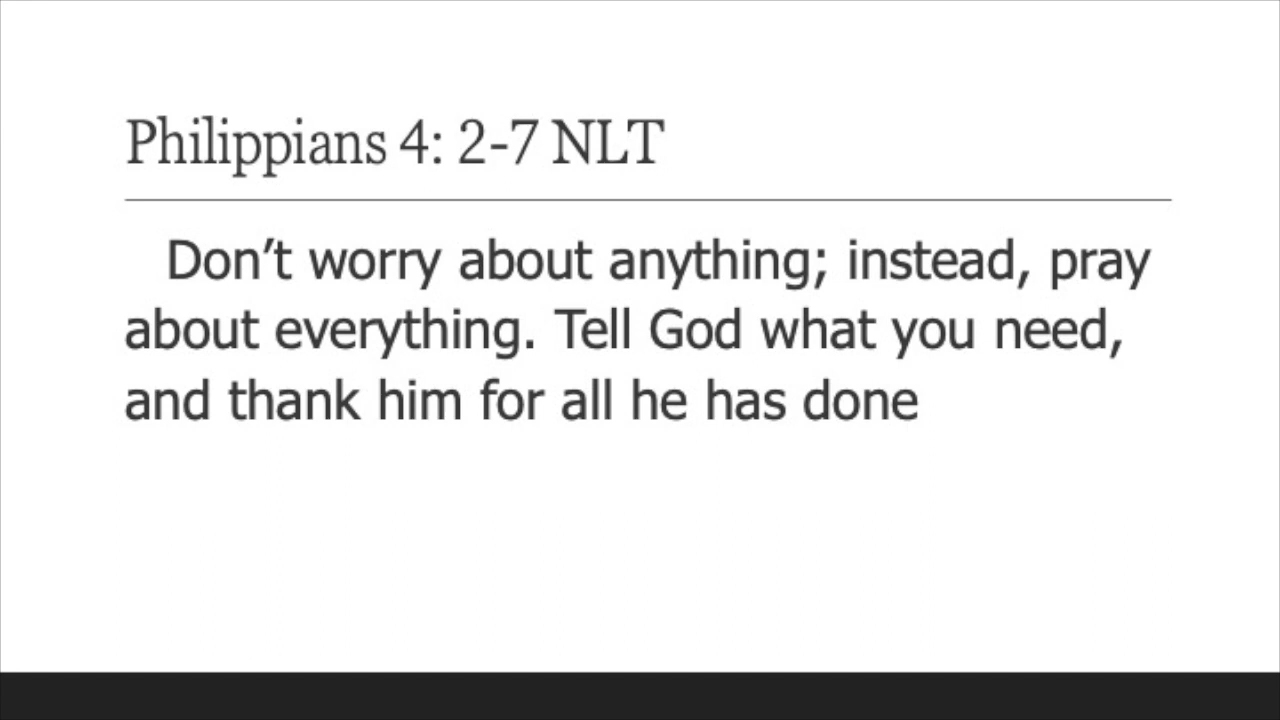 Philippians 4: 2-7 NLT
Don’t worry about anything; instead, pray
about everything. Tell God what you need,
and thank him for all he has done